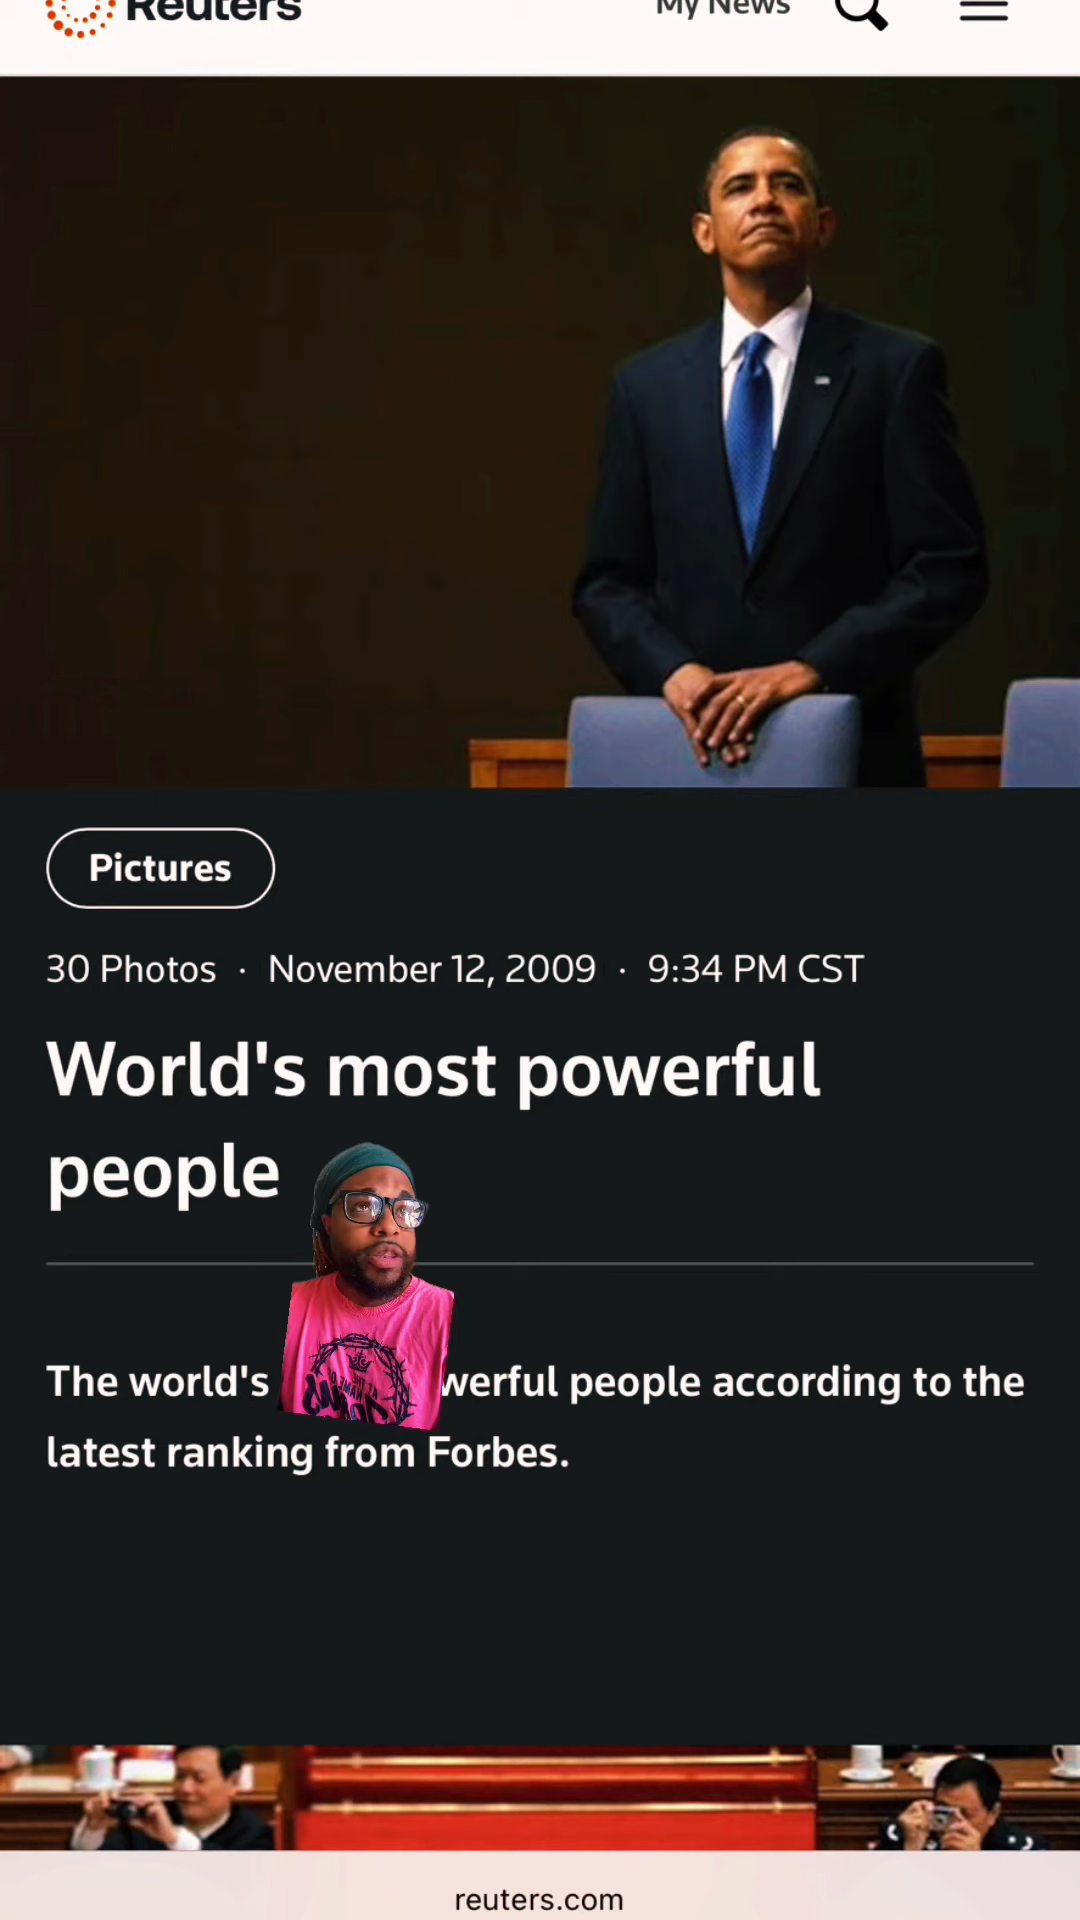 Reuters
My News
Pictures
30 Photos · November 12, 2009 · 9:34 PM CST
World's most powerful
people
The world's werful people according to the
latest ranking from Forbes.
reuters.com